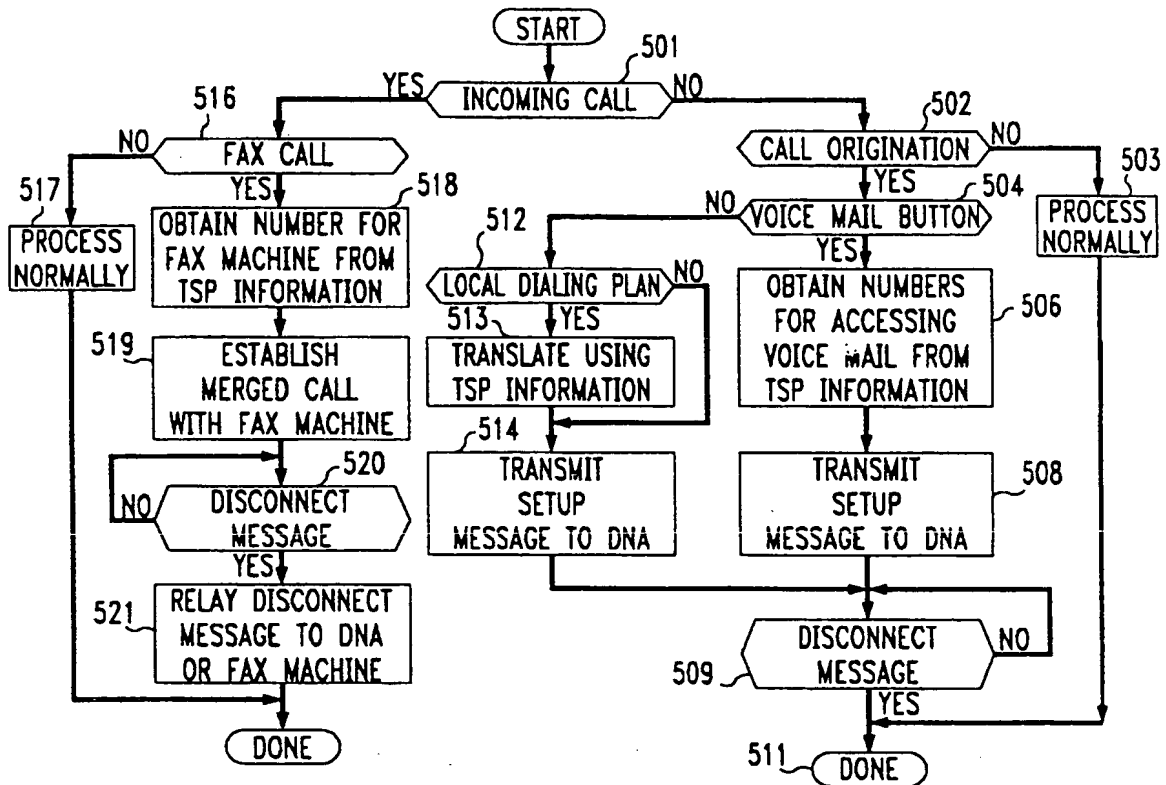 START
501
INCOMING CALL
YES
NO
516
FAX CALL
NO
YES
502
CALL ORIGINATION
NO
YES
517
PROCESS
NORMALLY
518
OBTAIN NUMBER FOR
FAX MACHINE FROM
TSP INFORMATION
504
VOICE MAIL BUTTON
NO
YES
503
PROCESS
NORMALLY
512
LOCAL DIALING PLAN
NO
YES
506
OBTAIN NUMBERS
FOR ACCESSING
VOICE MAIL FROM
TSP INFORMATION
519
ESTABLISH
MERGED CALL
WITH FAX MACHINE
513
TRANSLATE USING
TSP INFORMATION
514
TRANSMIT
SETUP
MESSAGE TO DNA
TRANSMIT
SETUP
MESSAGE TO DNA
508
520
DISCONNECT
MESSAGE
NO
YES
521
RELAY DISCONNECT
MESSAGE TO DNA
OR FAX MACHINE
DISCONNECT
MESSAGE
509
NO
YES
DONE
511
DONE